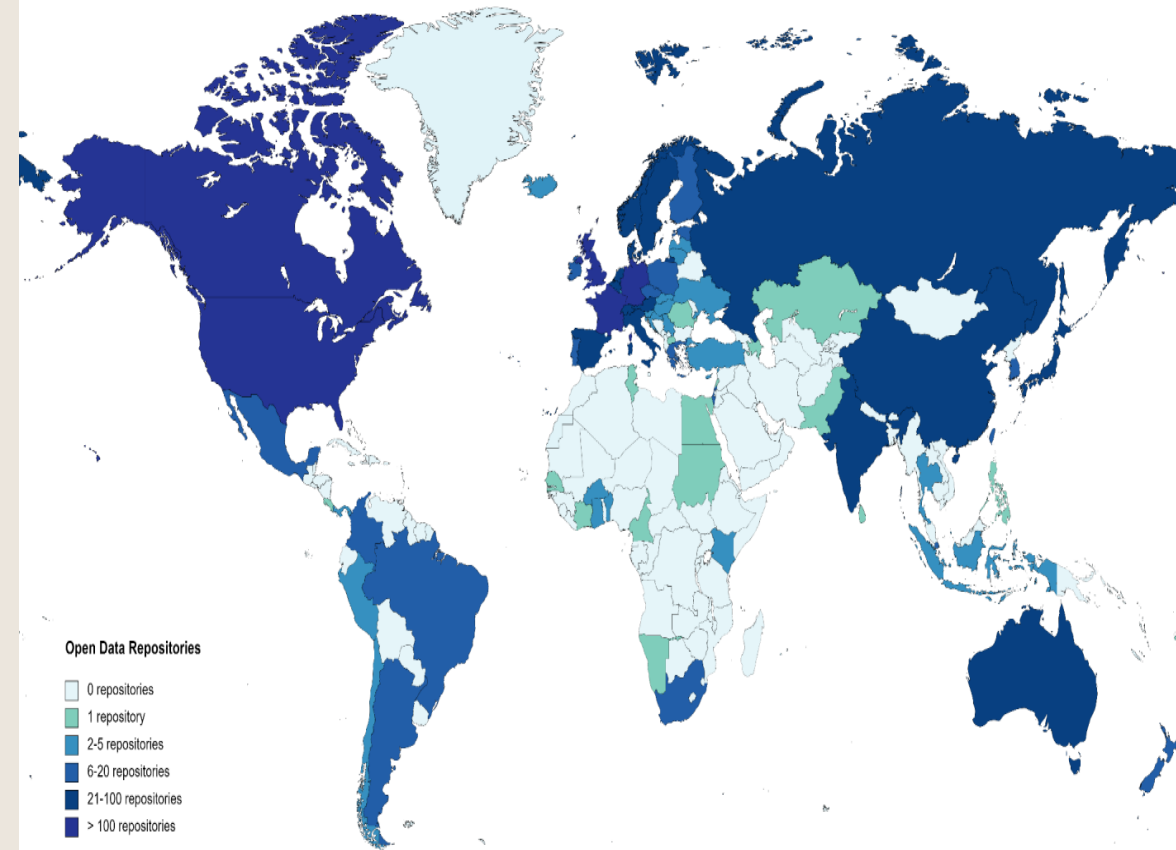 Open Data Repositories
0 repositories
1 repository
2-5 repositories
6-20 repositories
21-100 repositories
> 100 repositories